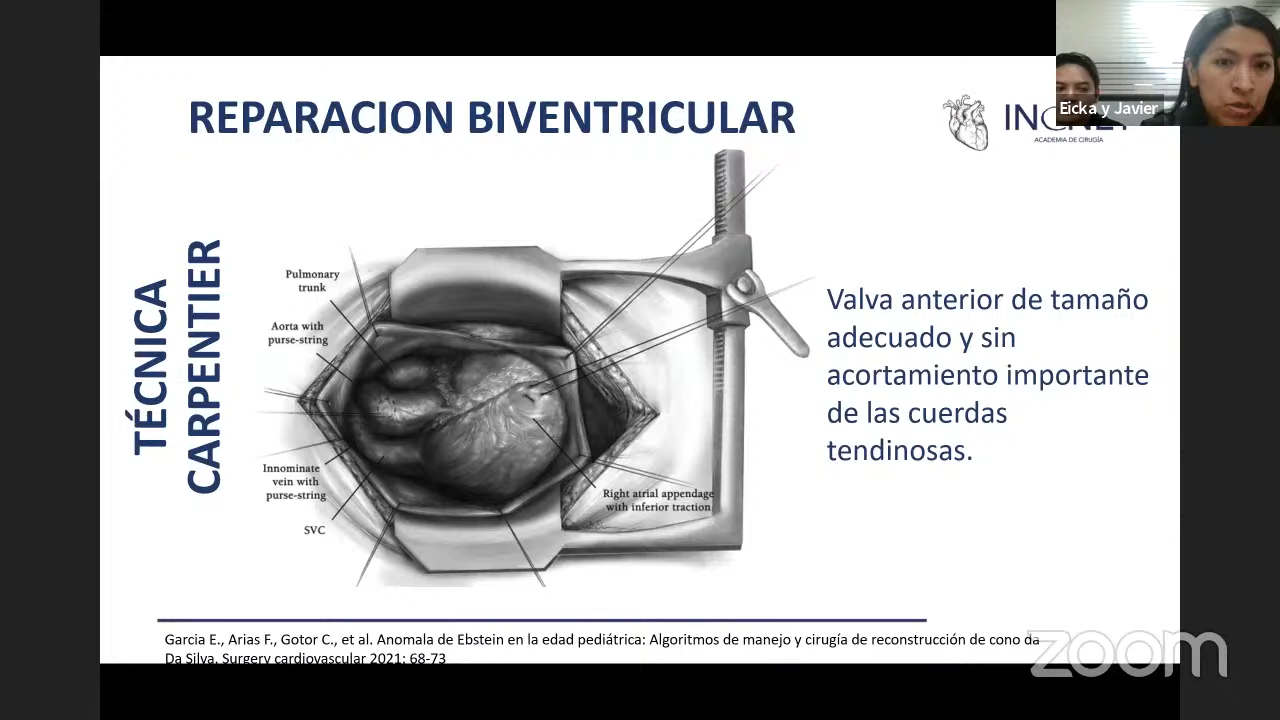 REPARACION BIVENTRICULAR
Eicka y Javier
ACADEMIA DE CIRUGÍA
TÉCNICA
CARPENTIER
Pulmonary
trunk
Aorta with
purse-string
Innominate
vein with
purse-string
SVC
Right atrial appendage
with inferior traction
Valva anterior de tamaño
adecuado y sin
acortamiento importante
de las cuerdas
tendinosas.
Garcia E., Arias F., Gotor C., et al. Anomala de Ebstein en la edad pediátrica: Algoritmos de manejo y cirugía de reconstrucción de cono da
Da Silva. Surgery cardiovascular 2021: 68-73
zoom